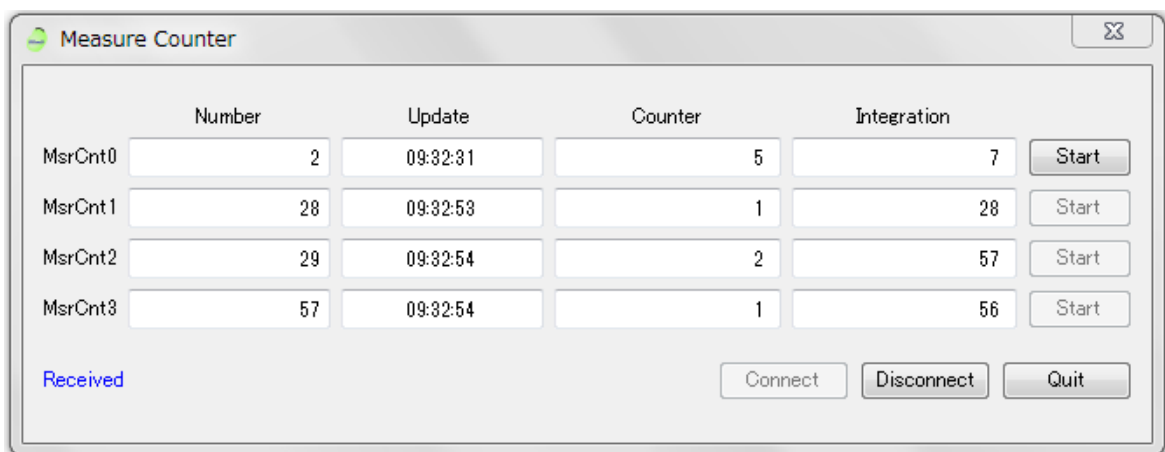 Measure Counter
Number Update Counter Integration
MsrCnt0 2 09:32:31 5 7 Start
MsrCnt1 28 09:32:53 1 28 Start
MsrCnt2 29 09:32:54 2 57 Start
MsrCnt3 57 09:32:54 1 56 Start
Received Connect Disconnect Quit